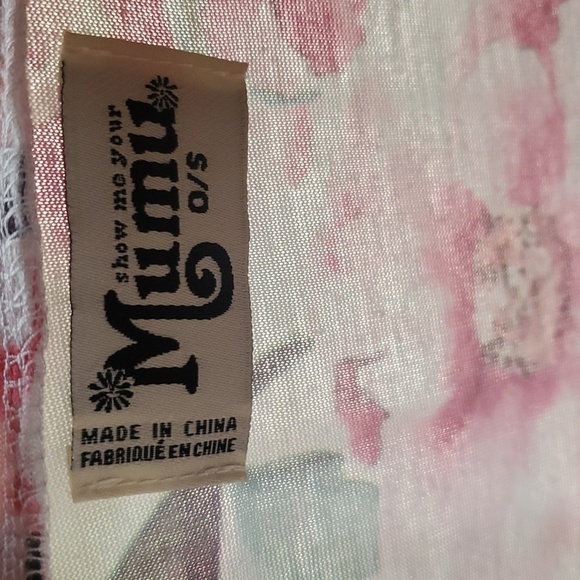 show me your
Mumu
O/S
MADE IN CHINA
FABRIQUÉ EN CHINE